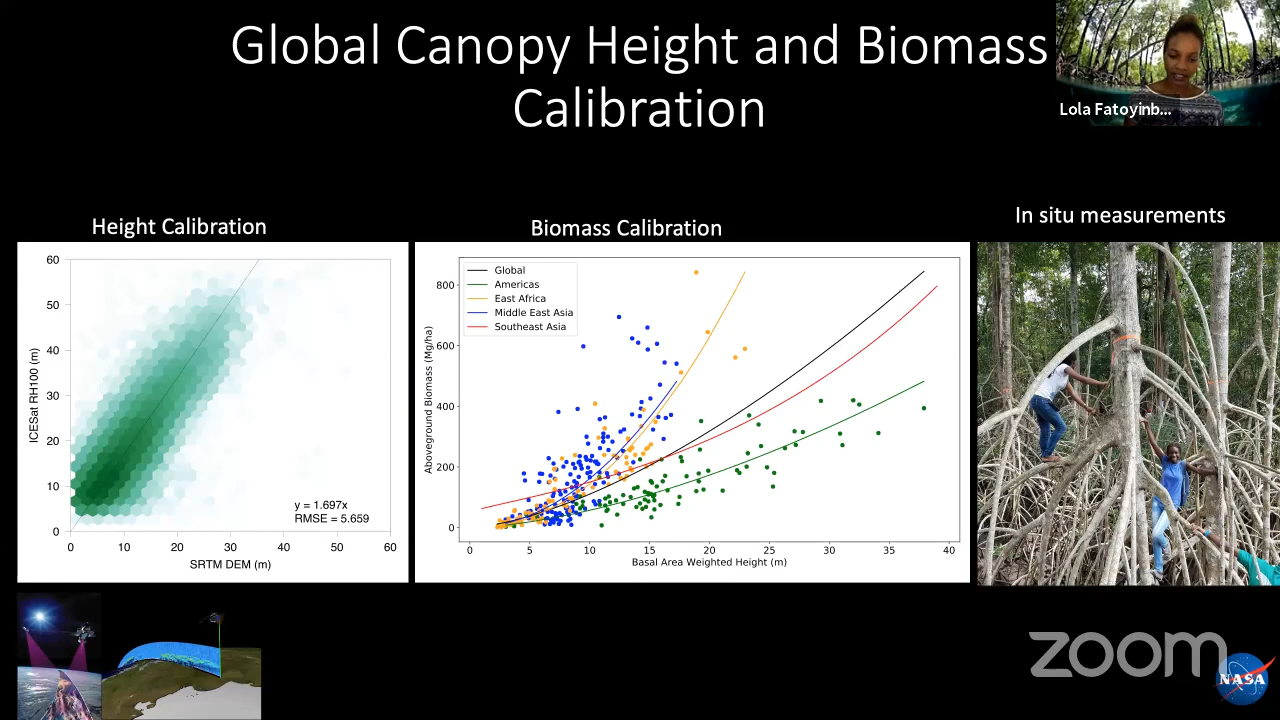 Global Canopy Height and Biomass
Calibration
Lola Fatoyinb...
Height Calibration
Biomass Calibration
In situ measurements
60
50
40
30
20
10
0
ICESat RH100 (m)
y = 1.697x
RMSE = 5.659
0 10 20 30 40 50 60
SRTM DEM (m)
Global
Americas
East Africa
Middle East Asia
Southeast Asia
800
600
400
200
0
Aboveground Biomass (Mg/ha)
0 5 10 15 20 25 30 35 40
Basal Area Weighted Height (m)
zoom
NASA